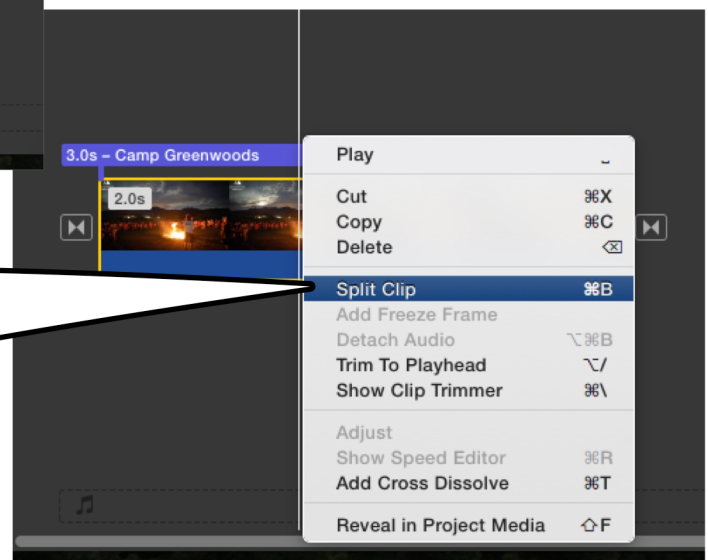 3.0s – Camp Greenwoods
2.0s
Play ⎵
Cut ⌘X
Copy ⌘C
Delete ⌫
Split Clip ⌘B
Add Freeze Frame
Detach Audio ⌥⌘B
Trim To Playhead ⌥/
Show Clip Trimmer ⌘\
Adjust
Show Speed Editor ⌘R
Add Cross Dissolve ⌘T
Reveal in Project Media ⇧F